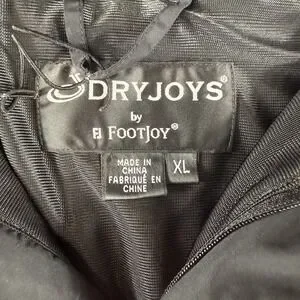 DRYJOYS®
by
FJ FOOTJOY®
MADE IN
CHINA
FABRIQUÉ EN
CHINE
XL